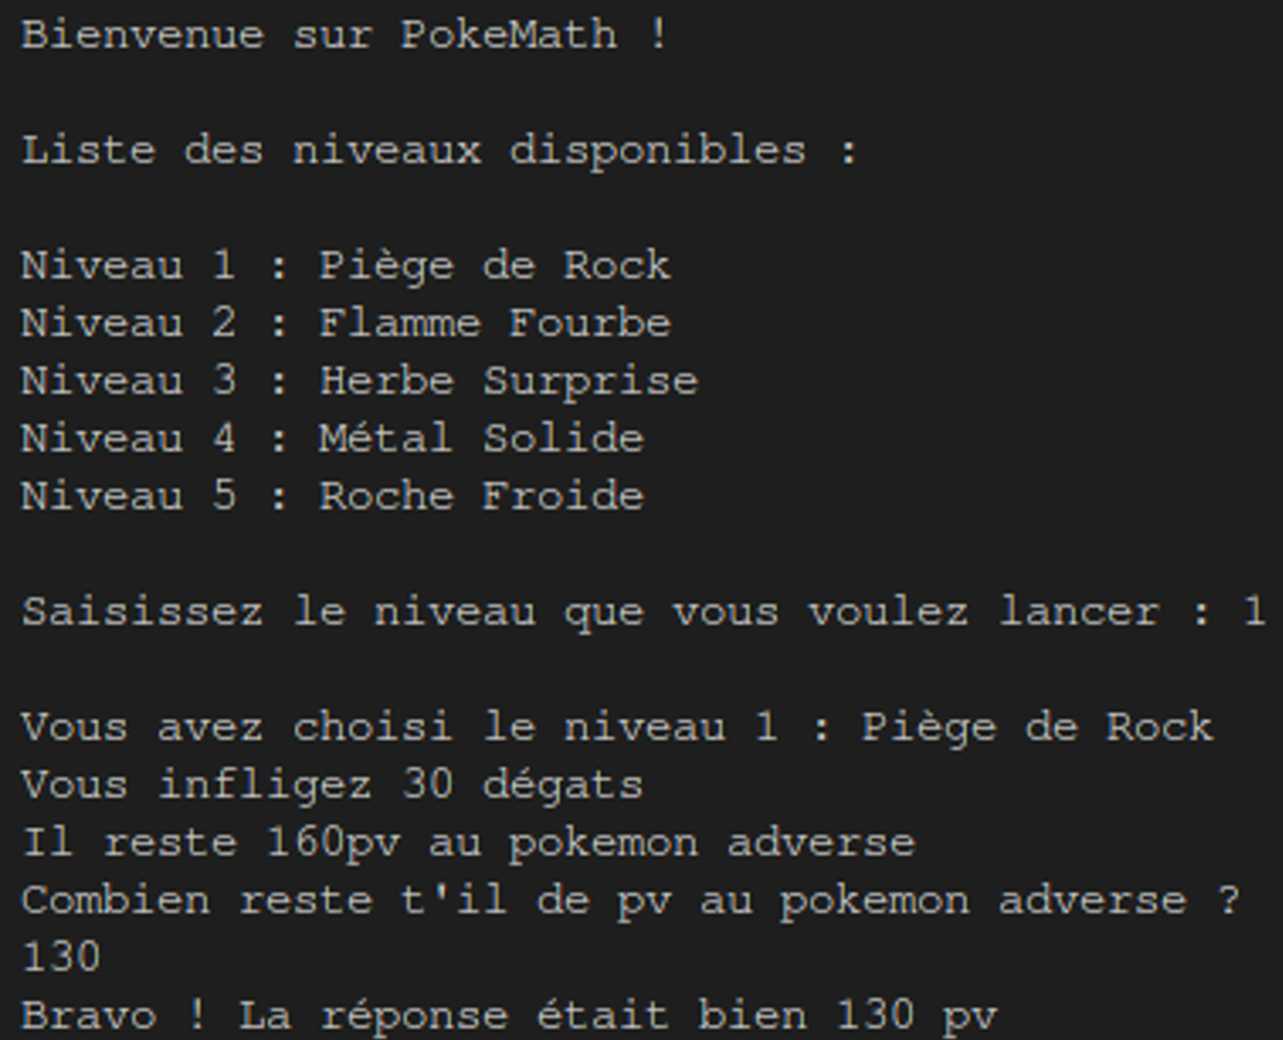 Bienvenue sur PokeMath !
Liste des niveaux disponibles :
Niveau 1 : Piège de Rock
Niveau 2 : Flamme Fourbe
Niveau 3 : Herbe Surprise
Niveau 4 : Métal Solide
Niveau 5 : Roche Froide
Saisissez le niveau que vous voulez lancer : 1
Vous avez choisi le niveau 1 : Piège de Rock
Vous infligez 30 dégats
Il reste 160pv au pokemon adverse
Combien reste t'il de pv au pokemon adverse ?
130
Bravo ! La réponse était bien 130 pv